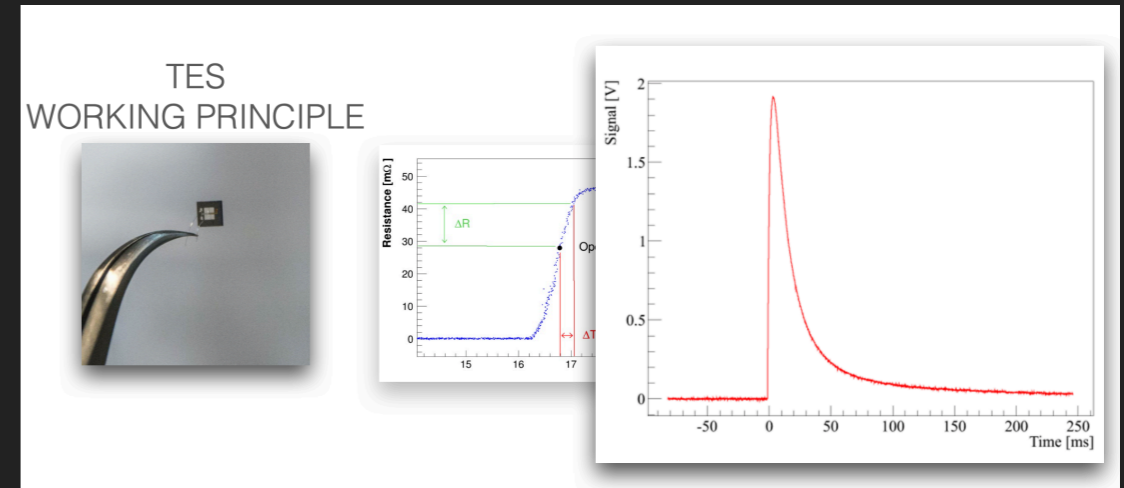 TES
WORKING PRINCIPLE
Resistance [mΩ]
50
40
30
20
10
0
ΔR
Op
ΔT
15 16 17
Signal [V]
2
1.5
1
0.5
0
-50 0 50 100 150 200 250
Time [ms]